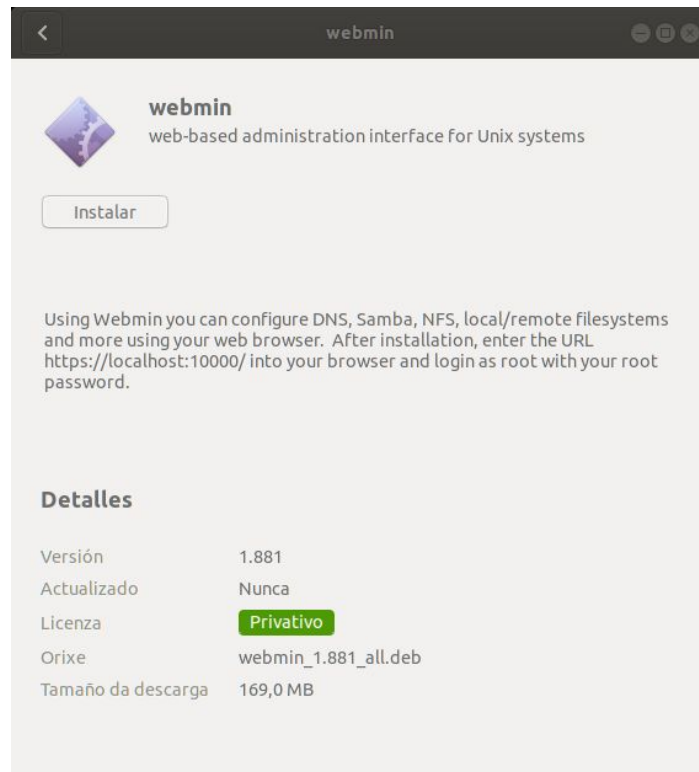 webmin
webmin
web-based administration interface for Unix systems
Instalar
Using Webmin you can configure DNS, Samba, NFS, local/remote filesystems
and more using your web browser.  After installation, enter the URL
https://localhost:10000/ into your browser and login as root with your root
password.
Detalles
Versión 1.881
Actualizado Nunca
Licenza Privativo
Orixe webmin_1.881_all.deb
Tamaño da descarga 169,0 MB